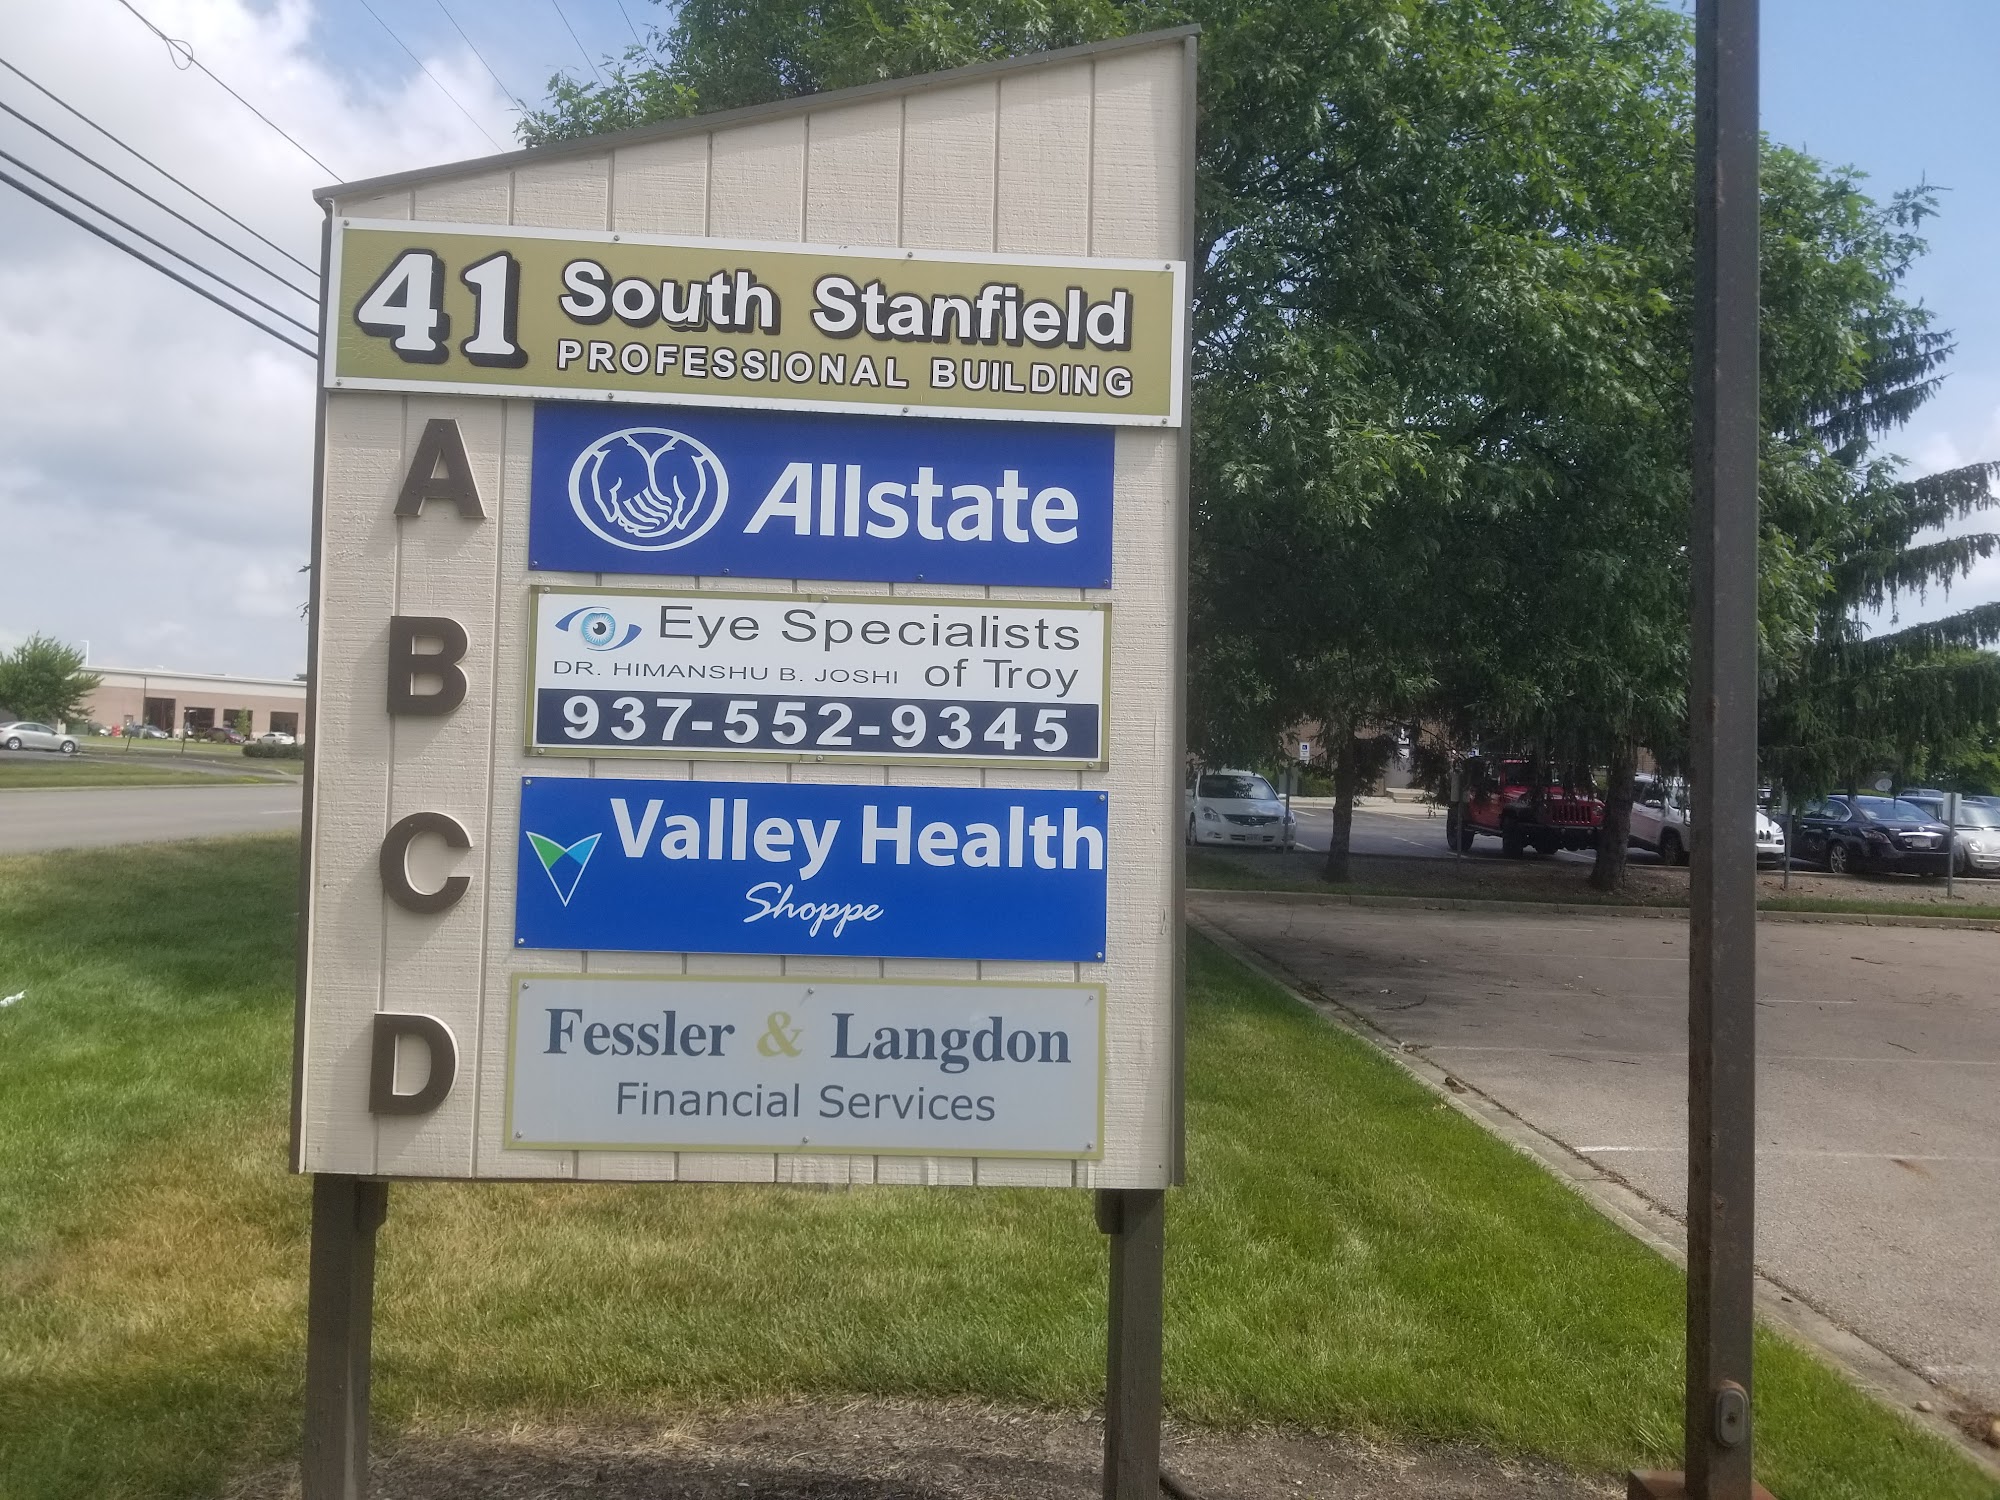 41 South Stanfield
PROFESSIONAL BUILDING
A Allstate
B Eye Specialists
DR. HIMANSHU B. JOSHI of Troy
937-552-9345
C Valley Health
Shoppe
D Fessler & Langdon
Financial Services